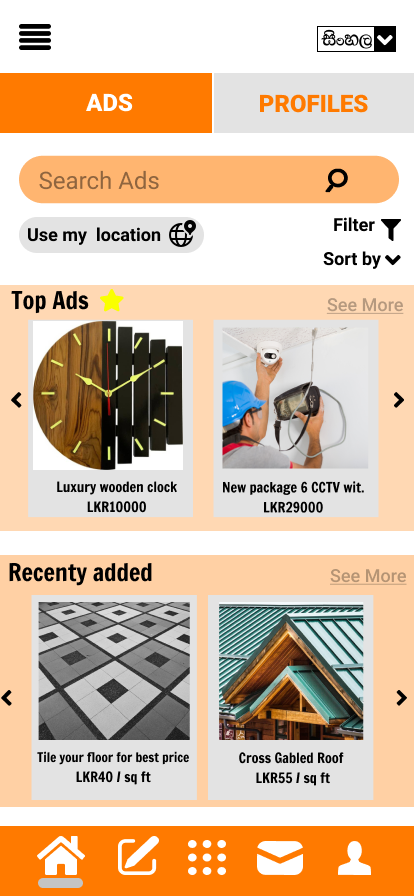 සිංහල
ADS
PROFILES
Search Ads
Use my location
Filter
Sort by
Top Ads
See More
Luxury wooden clock
LKR10000
New package 6 CCTV wit.
LKR29000
Recenty added
See More
Tile your floor for best price
LKR40 / sq ft
Cross Gabled Roof
LKR55 / sq ft